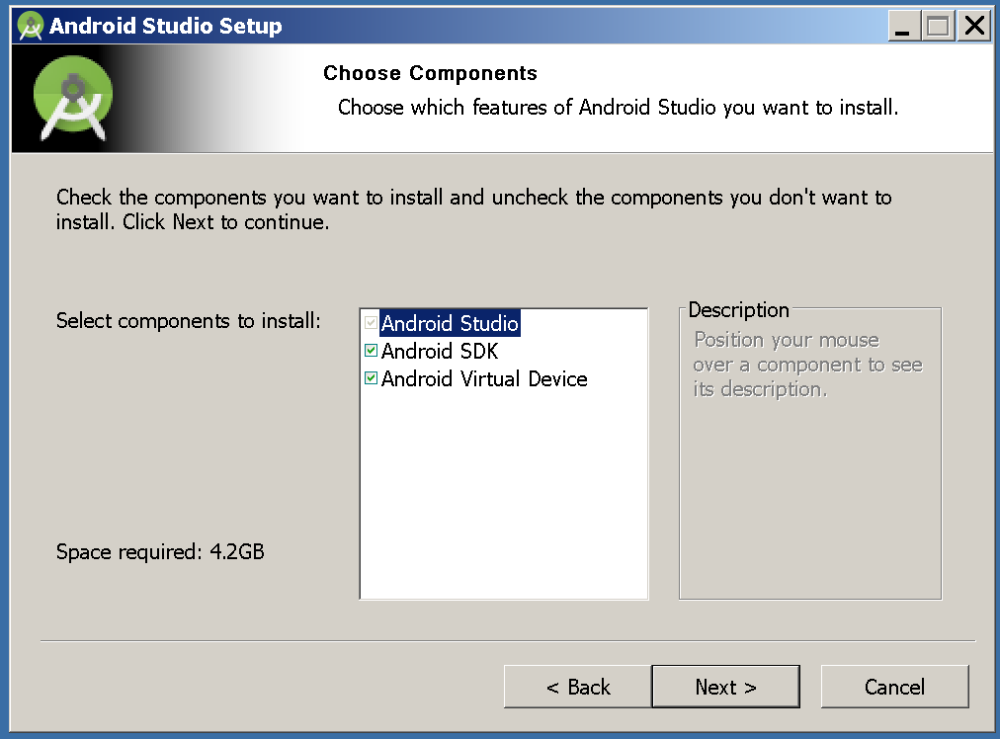 Android Studio Setup
Choose Components
Choose which features of Android Studio you want to install.
Check the components you want to install and uncheck the components you don't want to
install. Click Next to continue.
Select components to install:
Android Studio
Android SDK
Android Virtual Device
Description
Position your mouse
over a component to see
its description.
Space required: 4.2GB
< Back
Next >
Cancel